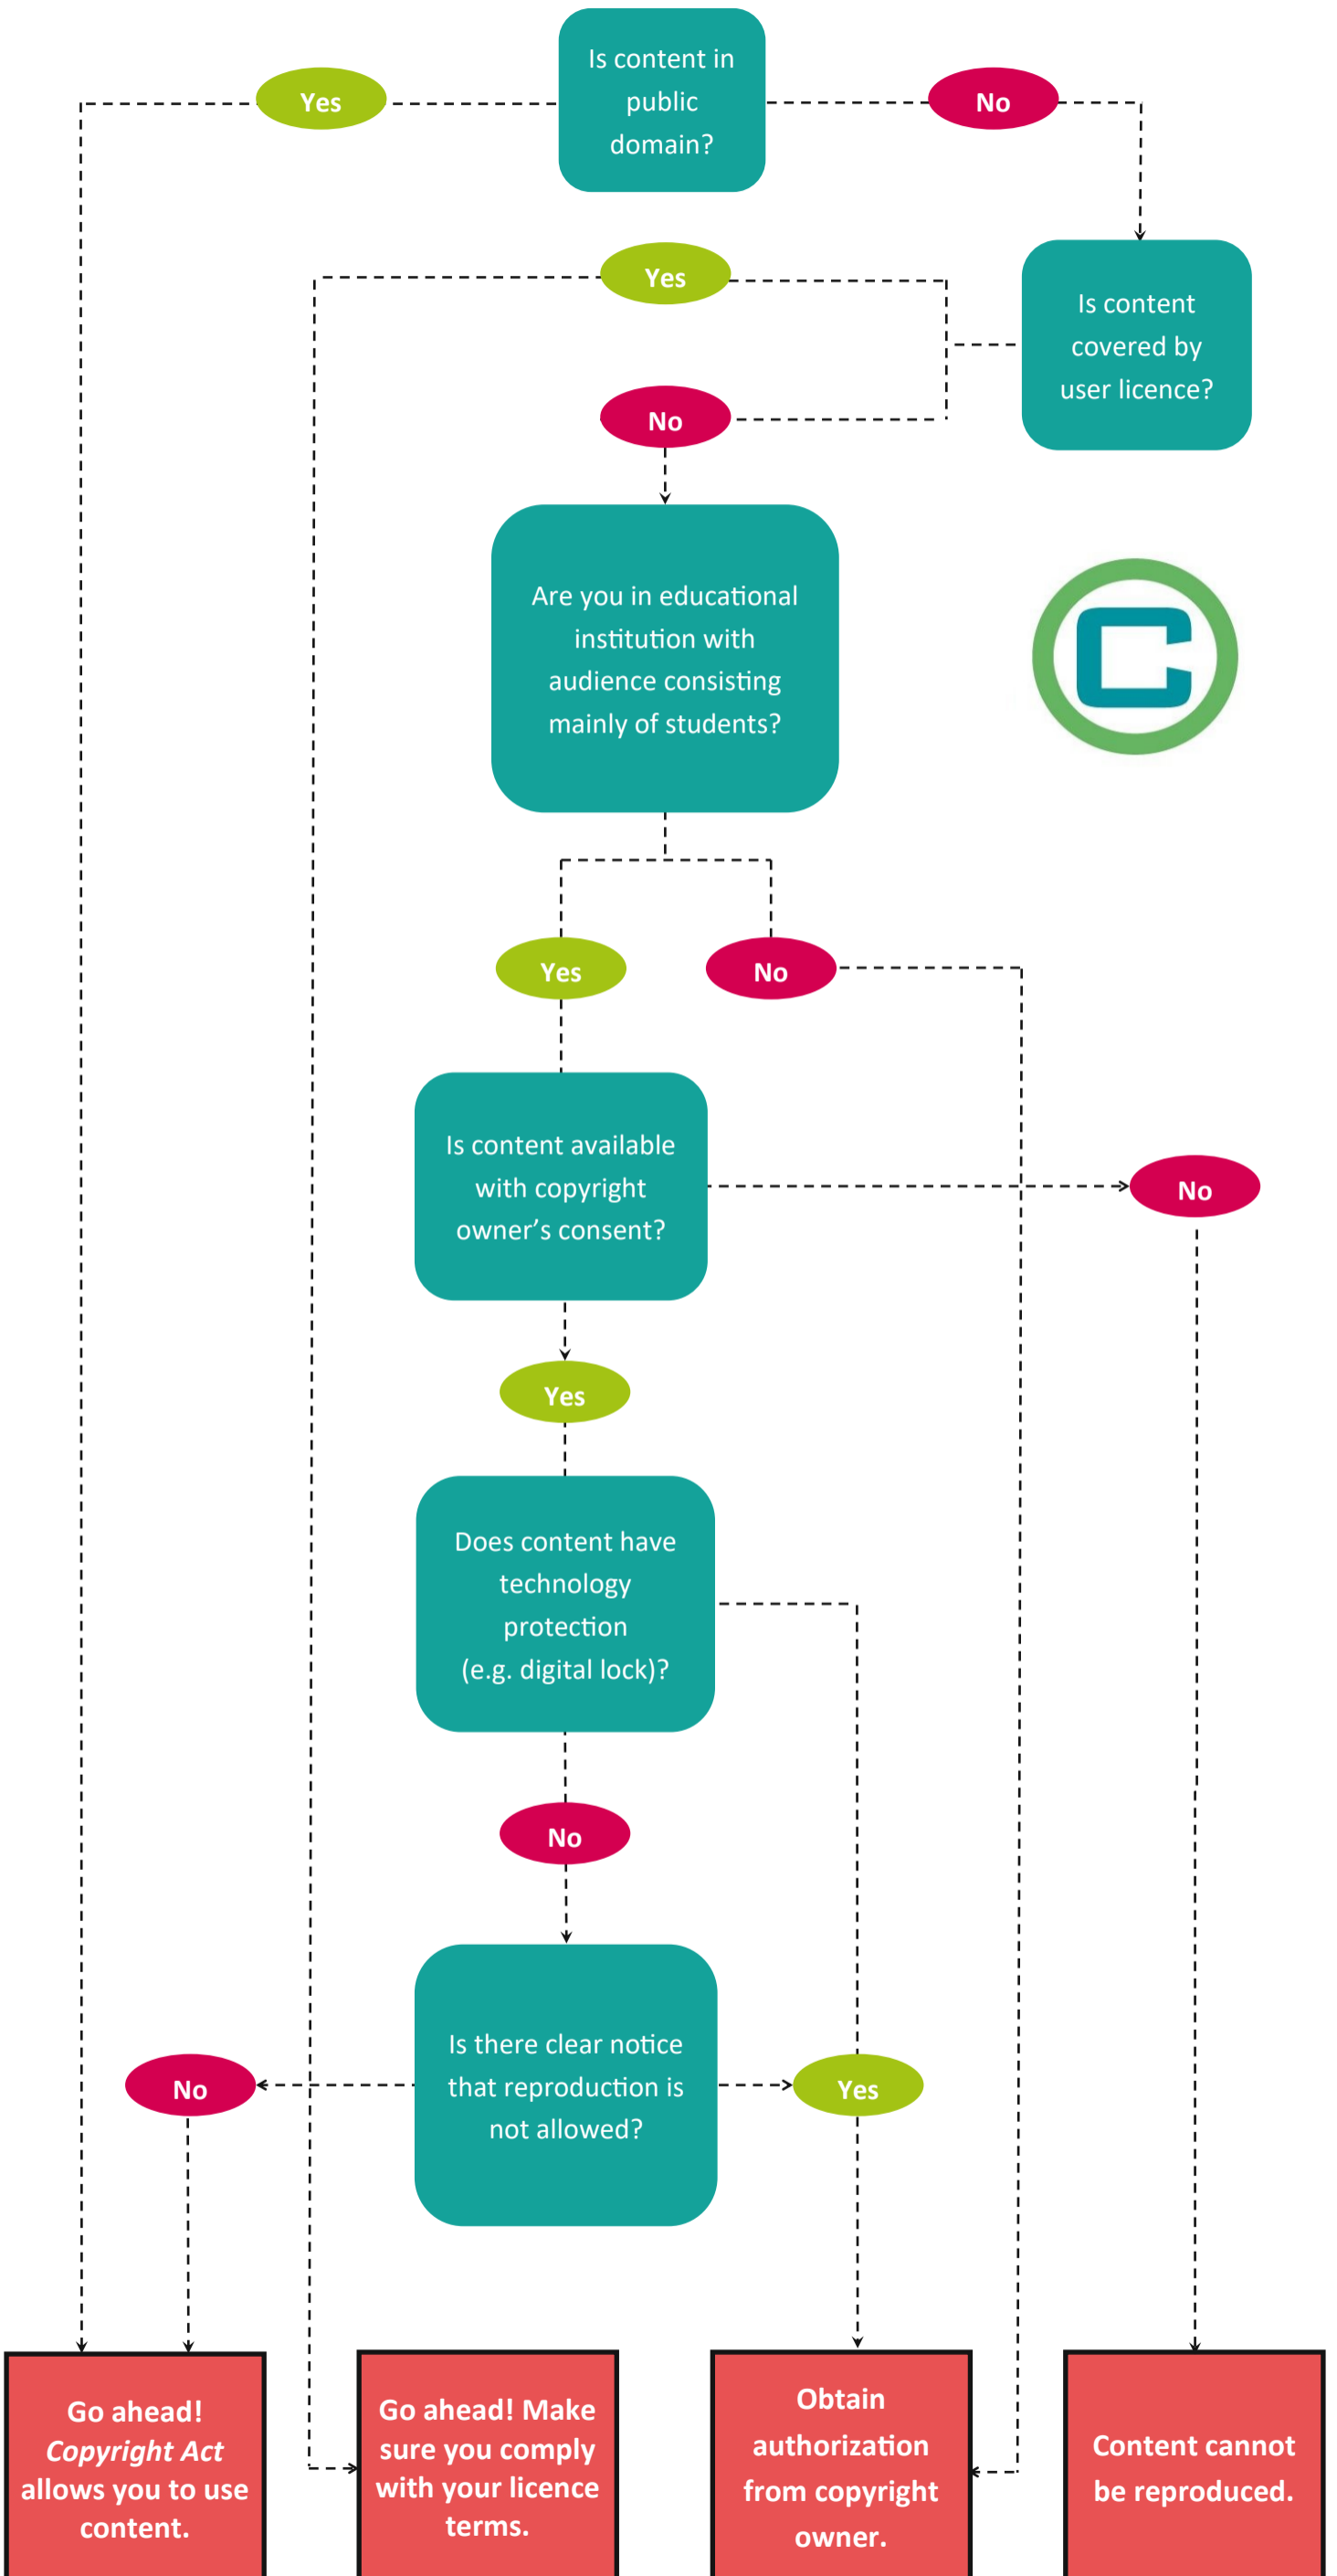 Is content in
public
domain?
Yes
No
Yes
Is content
covered by
user licence?
No
Are you in educational
institution with
audience consisting
mainly of students?
C
Yes
No
Is content available
with copyright
owner’s consent?
No
Yes
Does content have
technology
protection
(e.g. digital lock)?
No
Is there clear notice
that reproduction is
not allowed?
No
Yes
Go ahead!
Copyright Act
allows you to use
content.
Go ahead! Make
sure you comply
with your licence
terms.
Obtain
authorization
from copyright
owner.
Content cannot
be reproduced.